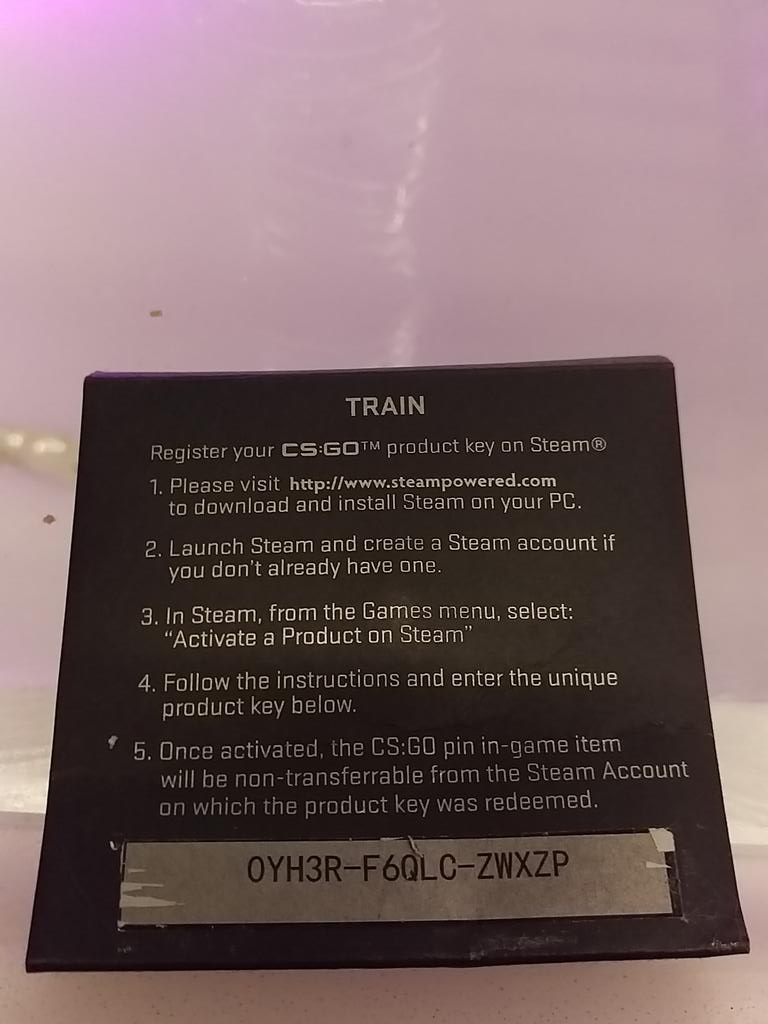 TRAIN
Register your CS:GO™ product key on Steam®
1. Please visit http://www.steampowered.com
to download and install Steam on your PC.
2. Launch Steam and create a Steam account if
you don't already have one.
3. In Steam, from the Games menu, select:
"Activate a Product on Steam"
4. Follow the instructions and enter the unique
product key below.
5. Once activated, the CS:GO pin in-game item
will be non-transferrable from the Steam Account
on which the product key was redeemed.
0YH3R-F6QLC-ZWXZP